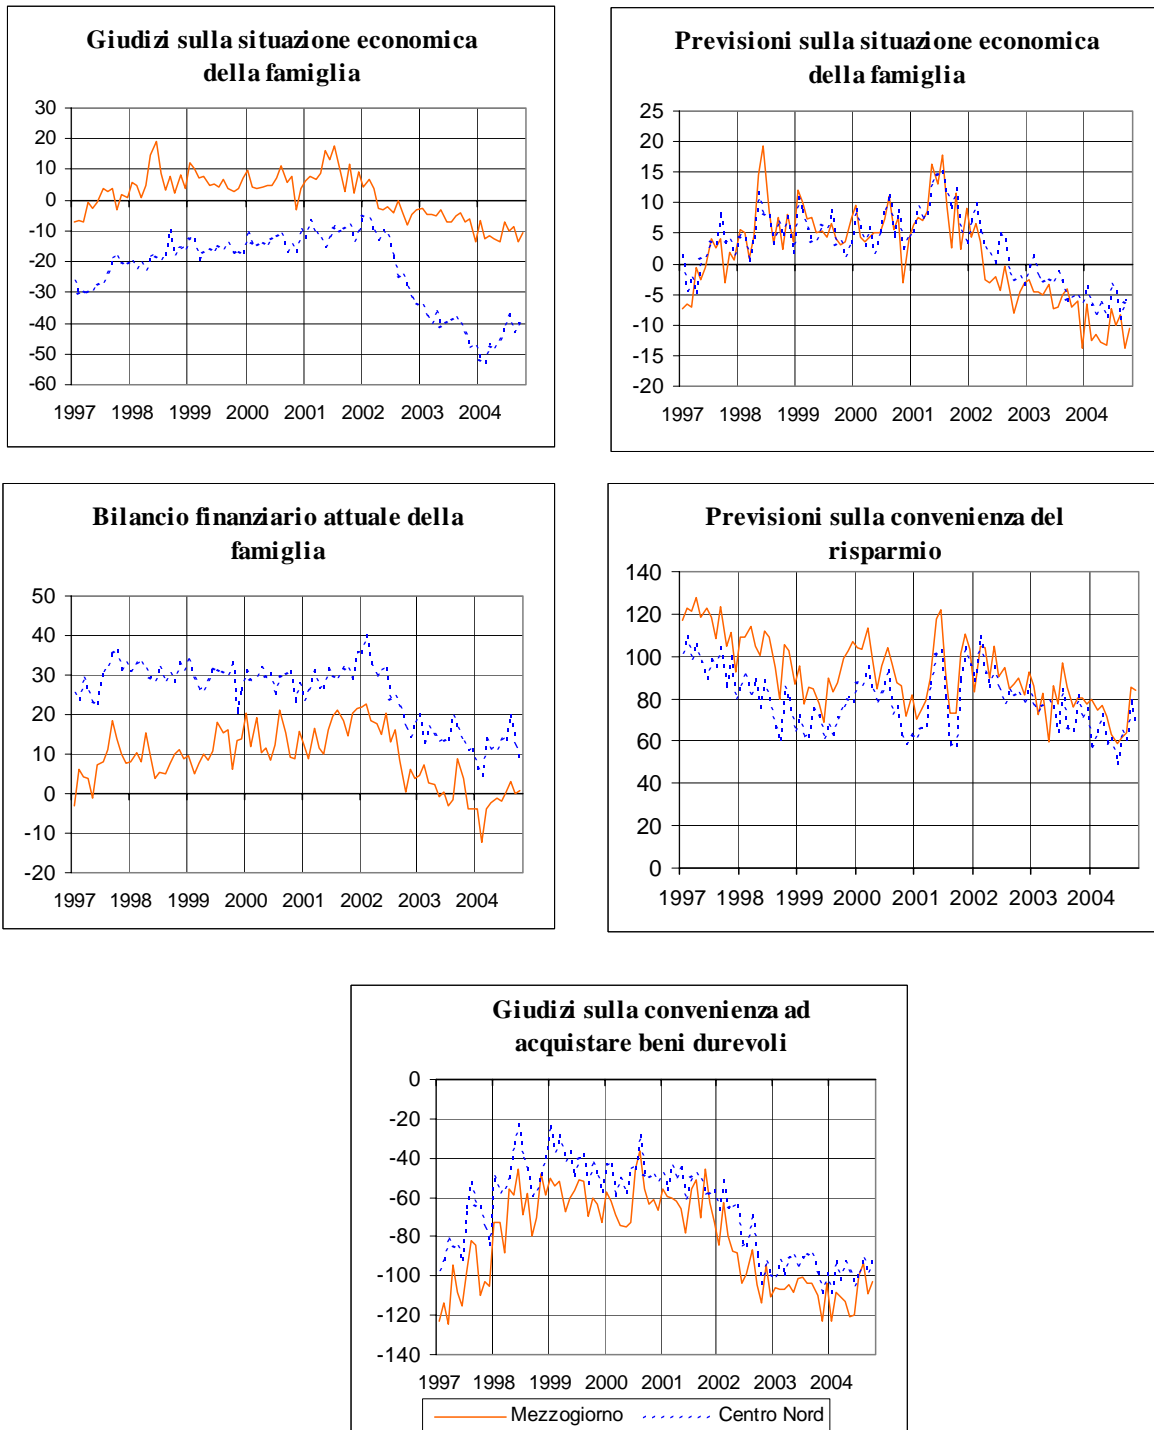 Giudizi sulla situazione economica
della famiglia
30
20
10
0
-10
-20
-30
-40
-50
-60
1997 1998 1999 2000 2001 2002 2003 2004
Previsioni sulla situazione economica
della famiglia
25
20
15
10
5
0
-5
-10
-15
-20
1997 1998 1999 2000 2001 2002 2003 2004
Bilancio finanziario attuale della
famiglia
50
40
30
20
10
0
-10
-20
1997 1998 1999 2000 2001 2002 2003 2004
Previsioni sulla convenienza del
risparmio
140
120
100
80
60
40
20
0
1997 1998 1999 2000 2001 2002 2003 2004
Giudizi sulla convenienza ad
acquistare beni durevoli
0
-20
-40
-60
-80
-100
-120
-140
1997 1998 1999 2000 2001 2002 2003 2004
Mezzogiorno Centro Nord